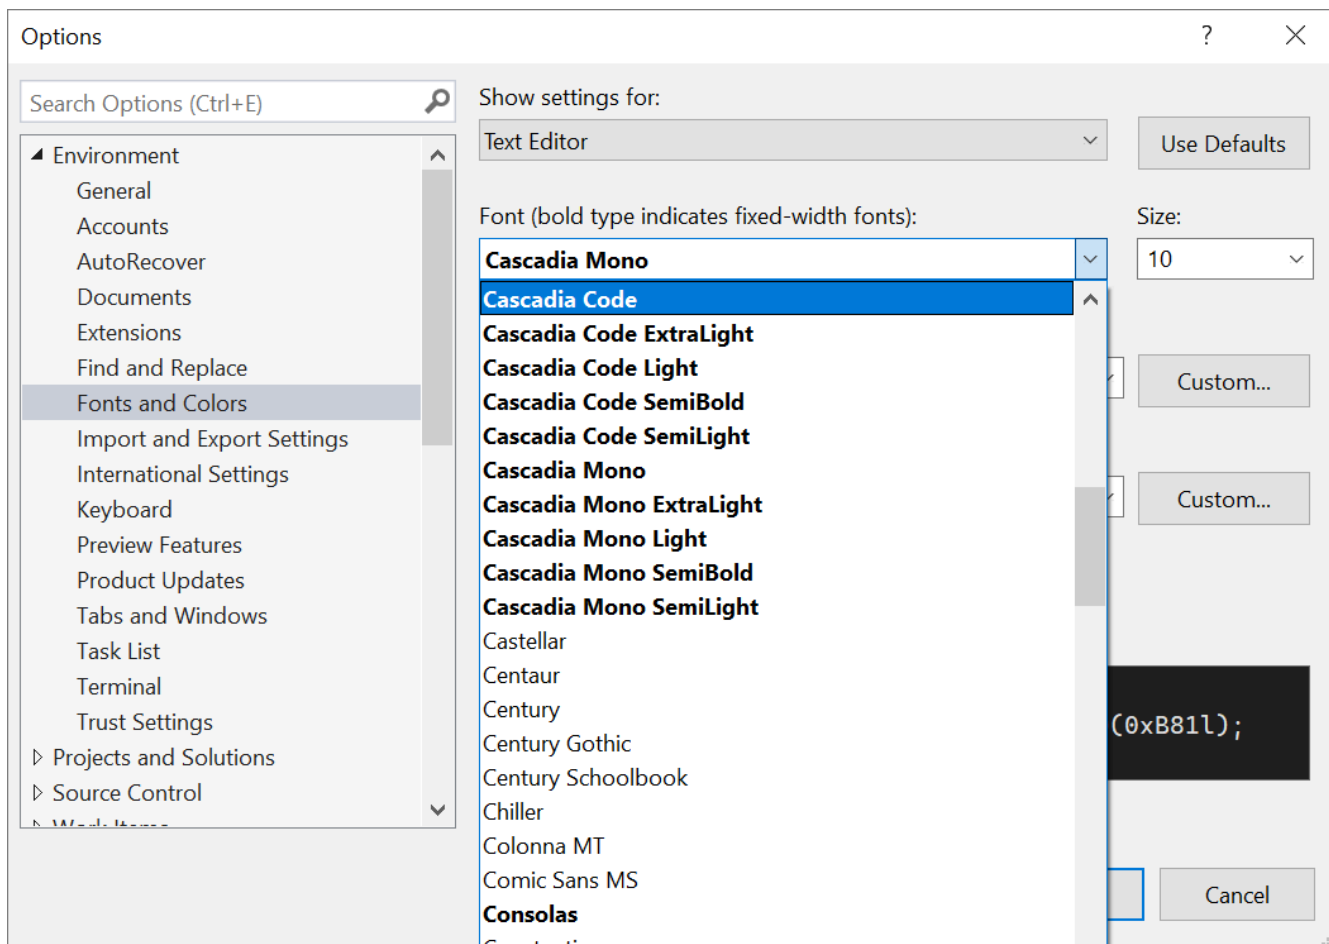 Options
?
Search Options (Ctrl+E)
Environment
General
Accounts
AutoRecover
Documents
Extensions
Find and Replace
Fonts and Colors
Import and Export Settings
International Settings
Keyboard
Preview Features
Product Updates
Tabs and Windows
Task List
Terminal
Trust Settings
Projects and Solutions
Source Control
Work Items
Show settings for:
Text Editor
Use Defaults
Font (bold type indicates fixed-width fonts):
Size:
Cascadia Mono
10
Cascadia Code
Cascadia Code ExtraLight
Cascadia Code Light
Cascadia Code SemiBold
Cascadia Code SemiLight
Cascadia Mono
Cascadia Mono ExtraLight
Cascadia Mono Light
Cascadia Mono SemiBold
Cascadia Mono SemiLight
Castellar
Centaur
Century
Century Gothic
Century Schoolbook
Chiller
Colonna MT
Comic Sans MS
Consolas
Custom...
Custom...
(0xB81l);
Cancel